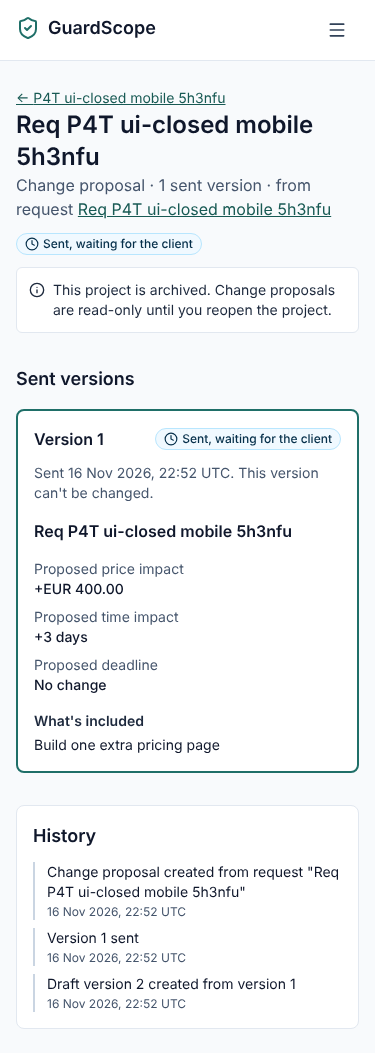 GuardScope
← P4T ui-closed mobile 5h3nfu
Req P4T ui-closed mobile
5h3nfu
Change proposal · 1 sent version · from
request Req P4T ui-closed mobile 5h3nfu
Sent, waiting for the client
This project is archived. Change proposals
are read-only until you reopen the project.
Sent versions
Version 1
Sent, waiting for the client
Sent 16 Nov 2026, 22:52 UTC. This version
can't be changed.
Req P4T ui-closed mobile 5h3nfu
Proposed price impact
+EUR 400.00
Proposed time impact
+3 days
Proposed deadline
No change
What's included
Build one extra pricing page
History
Change proposal created from request "Req
P4T ui-closed mobile 5h3nfu"
16 Nov 2026, 22:52 UTC
Version 1 sent
16 Nov 2026, 22:52 UTC
Draft version 2 created from version 1
16 Nov 2026, 22:52 UTC